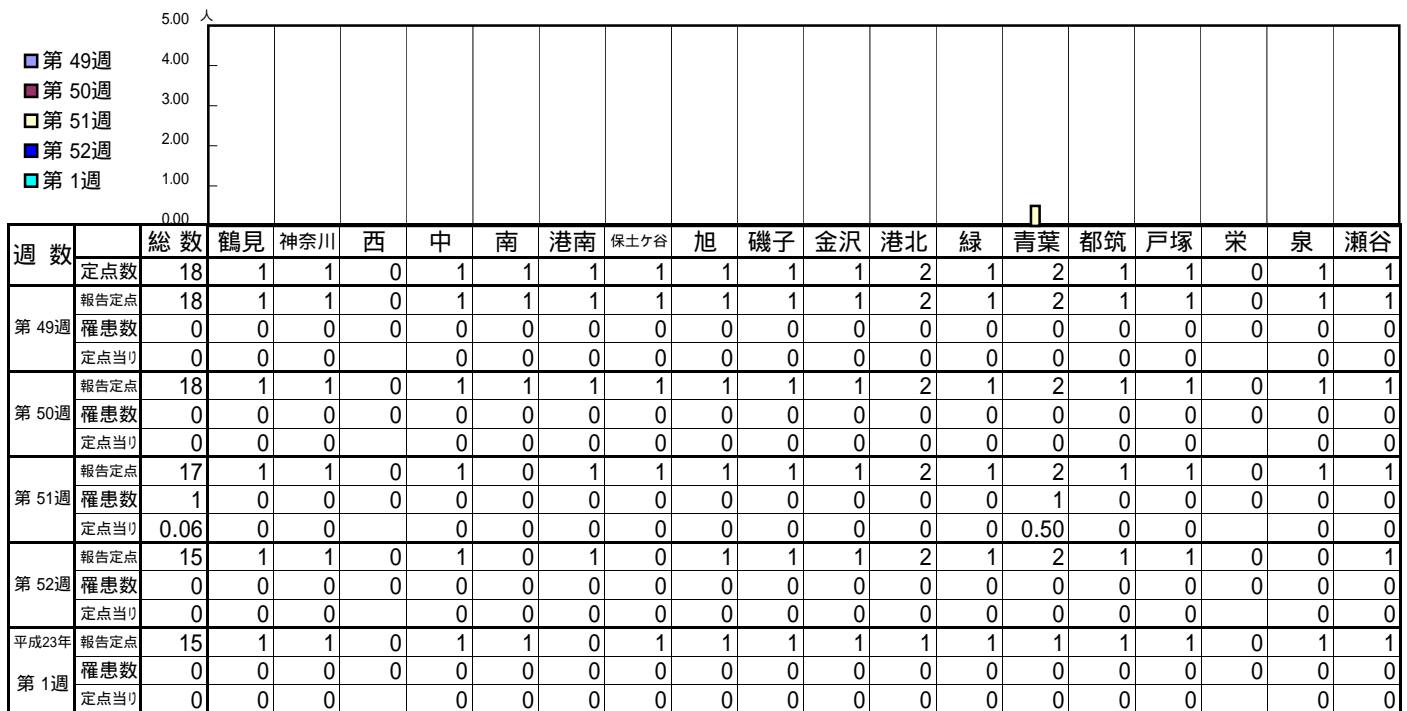 5.00 人
4.00
3.00
2.00
1.00
0.00
第 49週
第 50週
第 51週
第 52週
第 1週
週 数 総 数 鶴見 神奈川 西 中 南 港南 保土ケ谷 旭 磯子 金沢 港北 緑 青葉 都筑 戸塚 栄 泉 瀬谷
定点数 18 1 1 0 1 1 1 1 1 1 1 2 1 2 1 1 0 1 1
第 49週 報告定点 18 1 1 0 1 1 1 1 1 1 1 2 1 2 1 1 0 1 1
罹患数 0 0 0 0 0 0 0 0 0 0 0 0 0 0 0 0 0 0 0
定点当り 0 0 0 0 0 0 0 0 0 0 0 0 0 0 0 0 0
第 50週 報告定点 18 1 1 0 1 1 1 1 1 1 1 2 1 2 1 1 0 1 1
罹患数 0 0 0 0 0 0 0 0 0 0 0 0 0 0 0 0 0 0 0
定点当り 0 0 0 0 0 0 0 0 0 0 0 0 0 0 0 0 0
第 51週 報告定点 17 1 1 0 1 0 1 1 1 1 1 2 1 2 1 1 0 1 1
罹患数 1 0 0 0 0 0 0 0 0 0 0 0 0 1 0 0 0 0 0
定点当り 0.06 0 0 0 0 0 0 0 0 0 0 0 0.50 0 0 0 0
第 52週 報告定点 15 1 1 0 1 0 1 0 1 1 1 2 1 2 1 1 0 0 1
罹患数 0 0 0 0 0 0 0 0 0 0 0 0 0 0 0 0 0 0 0
定点当り 0 0 0 0 0 0 0 0 0 0 0 0 0 0 0 0 0
平成23年 第 1週 報告定点 15 1 1 0 1 1 0 1 1 1 1 1 1 1 1 1 0 1 1
罹患数 0 0 0 0 0 0 0 0 0 0 0 0 0 0 0 0 0 0 0
定点当り 0 0 0 0 0 0 0 0 0 0 0 0 0 0 0 0 0